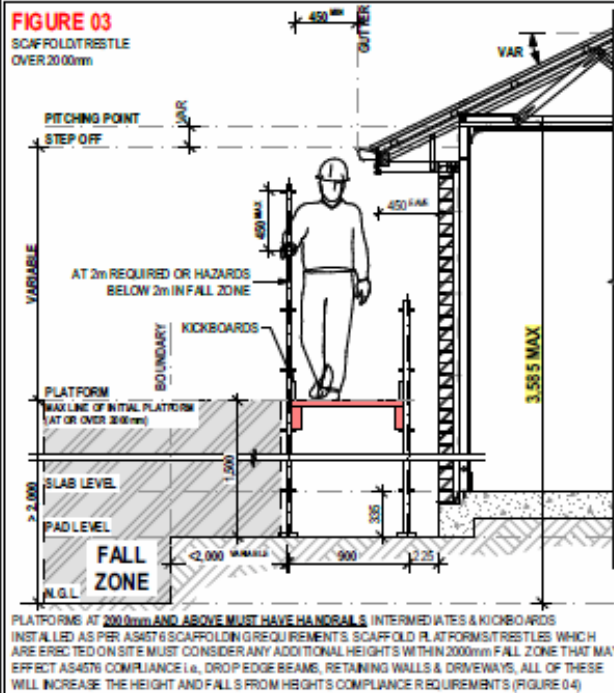 FIGURE 03
SCAFFOLD/TRESTLE
OVER 2000mm
450 MIN
GUTTER
VAR
PITCHING POINT
VAR
STEP OFF
450 MAX
450 EAVE
VARIABLE
AT 2m REQUIRED OR HAZARDS
BELOW 2m IN FALL ZONE
KICKBOARDS
BOUNDARY
3,585 MAX
PLATFORM
MAX LINE OF INITIAL PLATFORM
(AT OR OVER 2000mm)
1,500
SLAB LEVEL
> 2,000
335
PAD LEVEL
FALL
ZONE
<2,000 VARIABLE
900
225
N.G.L
PLATFORMS AT 2000mm AND ABOVE MUST HAVE HANDRAILS INTERMEDIATES & KICKBOARDS
INSTALLED AS PER AS4576 SCAFFOLDING REQUIREMENTS. SCAFFOLD PLATFORMS/TRESTLES WHICH
ARE ERECTED ON SITE MUST CONSIDER ANY ADDITIONAL HEIGHTS WITHIN 2000mm FALL ZONE THAT MAY
EFFECT AS4576 COMPLIANCE i.e, DROP EDGE BEAMS, RETAINING WALLS & DRIVEWAYS, ALL OF THESE
WILL INCREASE THE HEIGHT AND FALLS FROM HEIGHTS COMPLIANCE REQUIREMENTS (FIGURE 04)